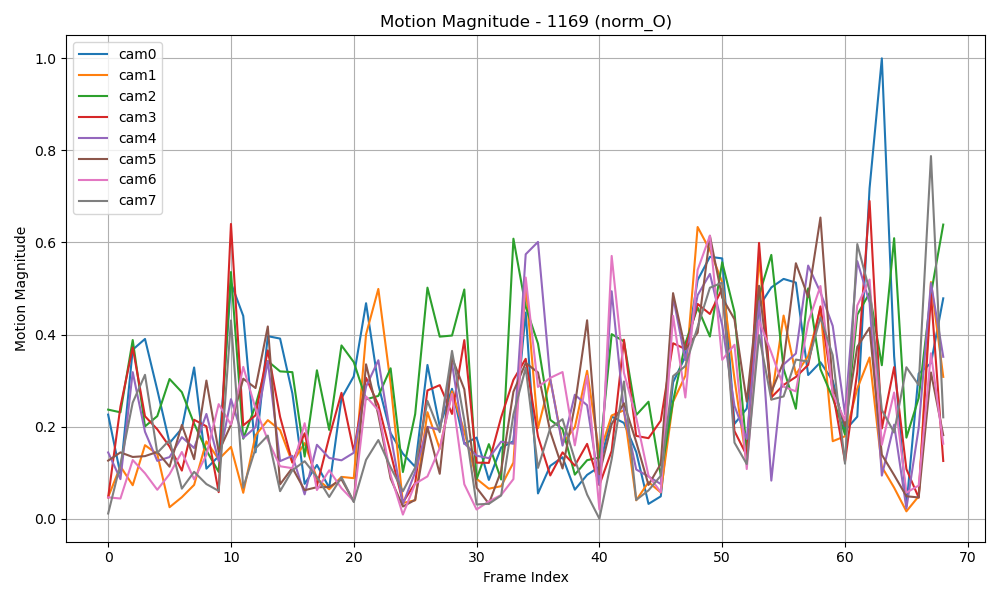 Motion Magnitude - 1169 (norm_O)
cam0
cam1
cam2
cam3
cam4
cam5
cam6
cam7
1.0
0.8
0.6
0.4
0.2
0.0
Motion Magnitude
0 10 20 30 40 50 60 70
Frame Index